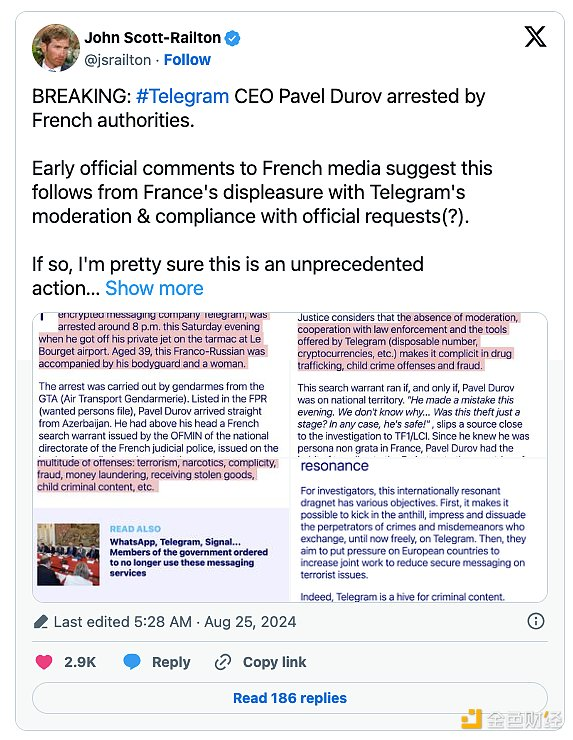 John Scott-Railton
@jsrailton · Follow
BREAKING: #Telegram CEO Pavel Durov arrested by
French authorities.
Early official comments to French media suggest this
follows from France's displeasure with Telegram's
moderation & compliance with official requests(?).
If so, I'm pretty sure this is an unprecedented
action... Show more
encrypted messaging company Telegram, was
arrested around 8 p.m. this Saturday evening
when he got off his private jet on the tarmac at Le
Bourget airport. Aged 39, this Franco-Russian was
accompanied by his bodyguard and a woman.
The arrest was carried out by gendarmes from the
GTA (Air Transport Gendarmerie). Listed in the FPR
(wanted persons file), Pavel Durov arrived straight
from Azerbaijan. He had above his head a French
search warrant issued by the OFMIN of the national
directorate of the French judicial police, issued on the
multitude of offenses: terrorism, narcotics, complicity,
fraud, money laundering, receiving stolen goods,
child criminal content, etc.
READ ALSO
WhatsApp, Telegram, Signal...
Members of the government ordered
to no longer use these messaging
services
Justice considers that the absence of moderation,
cooperation with law enforcement and the tools
offered by Telegram (disposable number,
cryptocurrencies, etc.) makes it complicit in drug
trafficking, child crime offenses and fraud.
This search warrant ran if, and only if, Pavel Durov
was on national territory. "He made a mistake this
evening. We don't know why... Was this theft just a
stage? In any case, he's safe!" , slips a source close
to the investigation to TF1/LCI. Since he knew he was
persona non grata in France, Pavel Durov had the
resonance
For investigators, this internationally resonant
dragnet has various objectives. First, it makes it
possible to kick in the anthill, impress and dissuade
the perpetrators of crimes and misdemeanors who
exchange, until now freely, on Telegram. Then, they
aim to put pressure on European countries to
increase joint work to reduce secure messaging on
terrorist issues.
Indeed, Telegram is a hive for criminal content.
Last edited 5:28 AM · Aug 25, 2024
2.9K Reply Copy link
Read 186 replies
金色财经